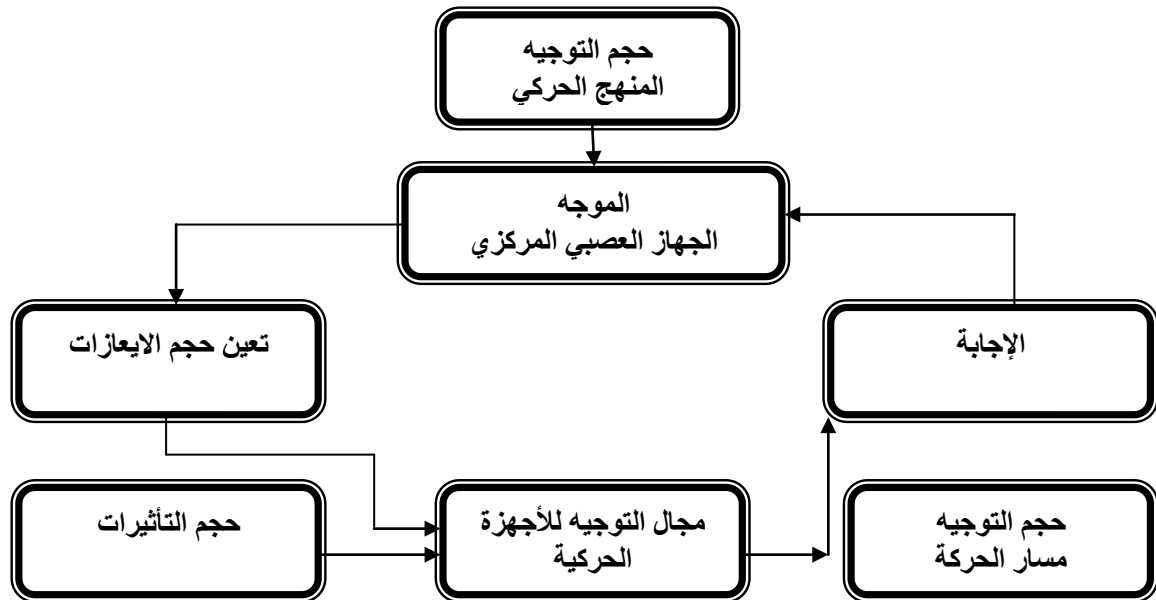 حجم التوجيه
المنهج الحركي
الموجه
الجهاز العصبي المركزي
تعين حجم الايعازات
الإجابة
حجم التأثيرات
مجال التوجيه للأجهزة
الحركية
حجم التوجيه
مسار الحركة